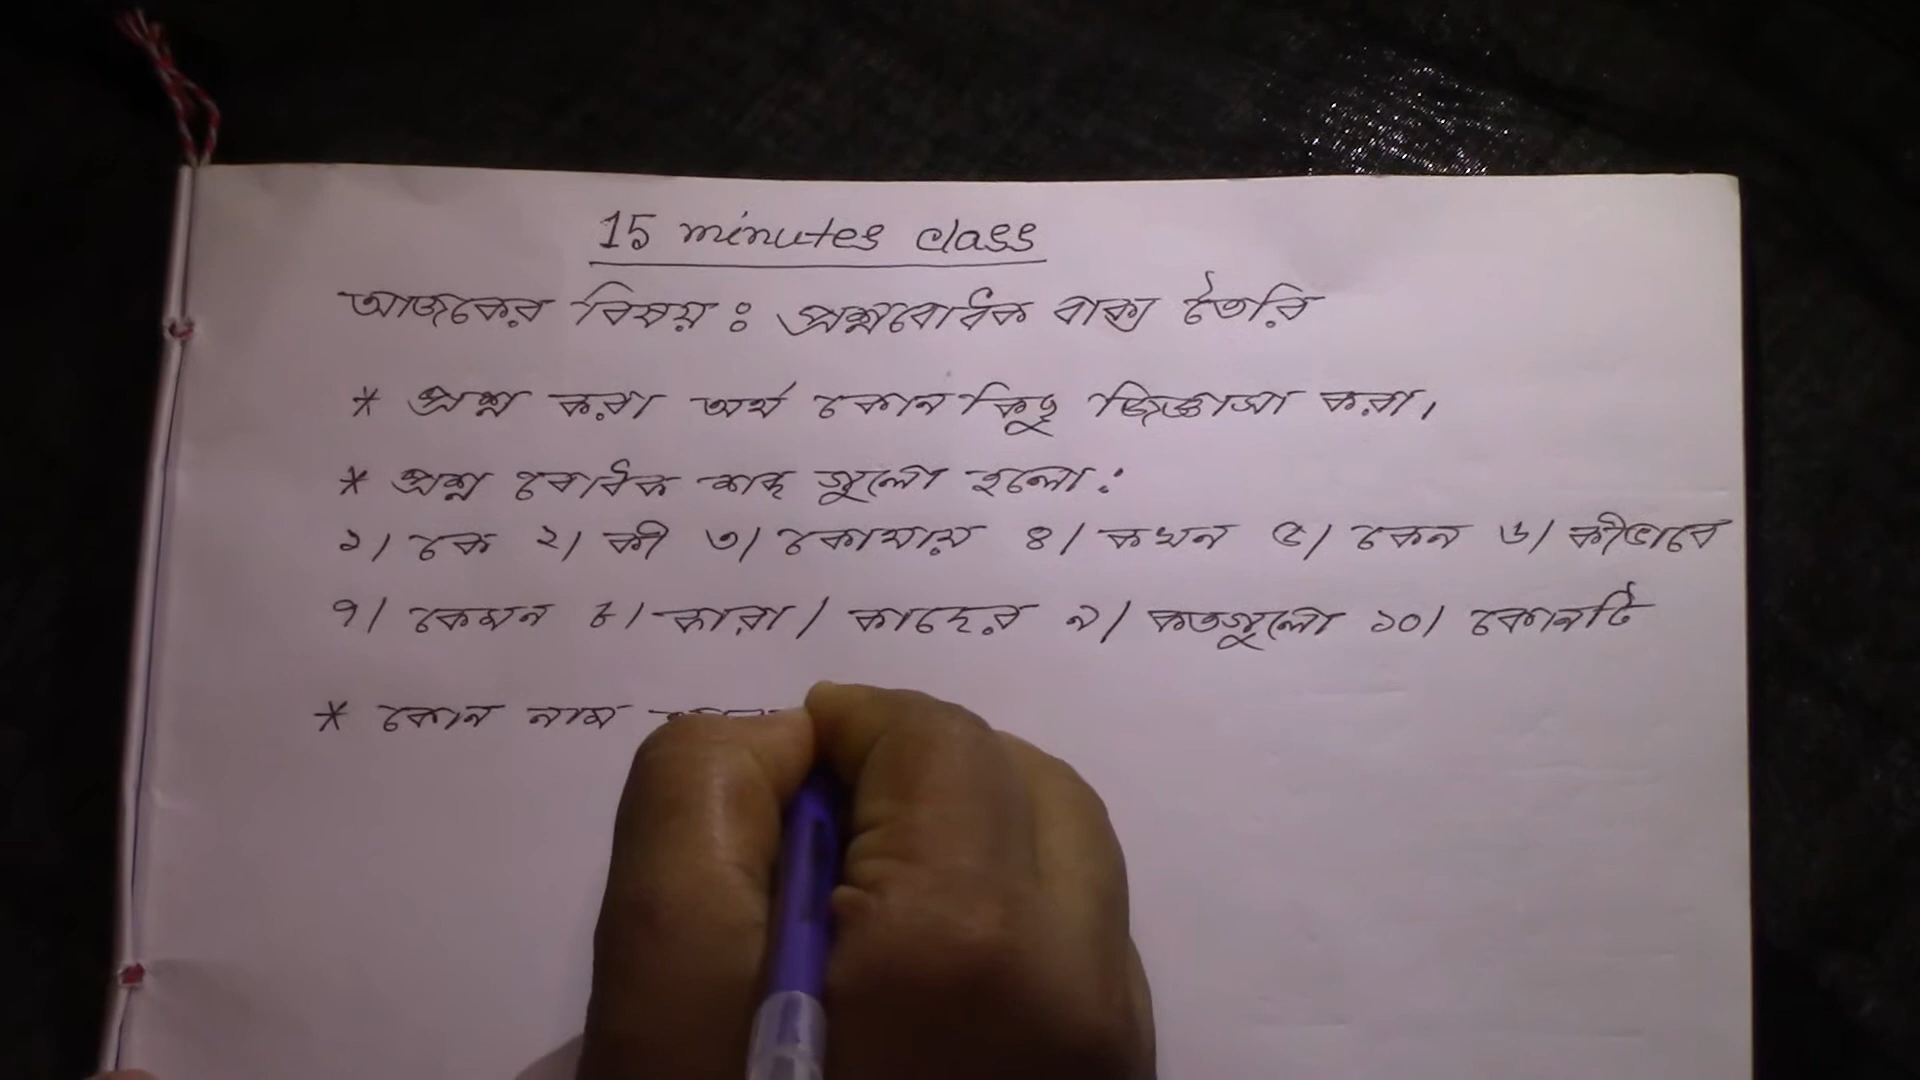 15 minutes class
আজকের বিষয়ঃ প্রশ্নবোধক বাক্য তৈরি
* প্রশ্ন করা অর্থ কোন কিছু জিজ্ঞাসা করা।
* প্রশ্ন বোধক শব্দ গুলো হলো:
১/ কে ২/ কী ৩/ কোথায় ৪/ কখন ৫/ কেন ৬/ কীভাবে
৭/ কেমন ৮/ কারা/ কাদের ৯/ কতগুলো ১০/ কোনটি
* কোন নাম